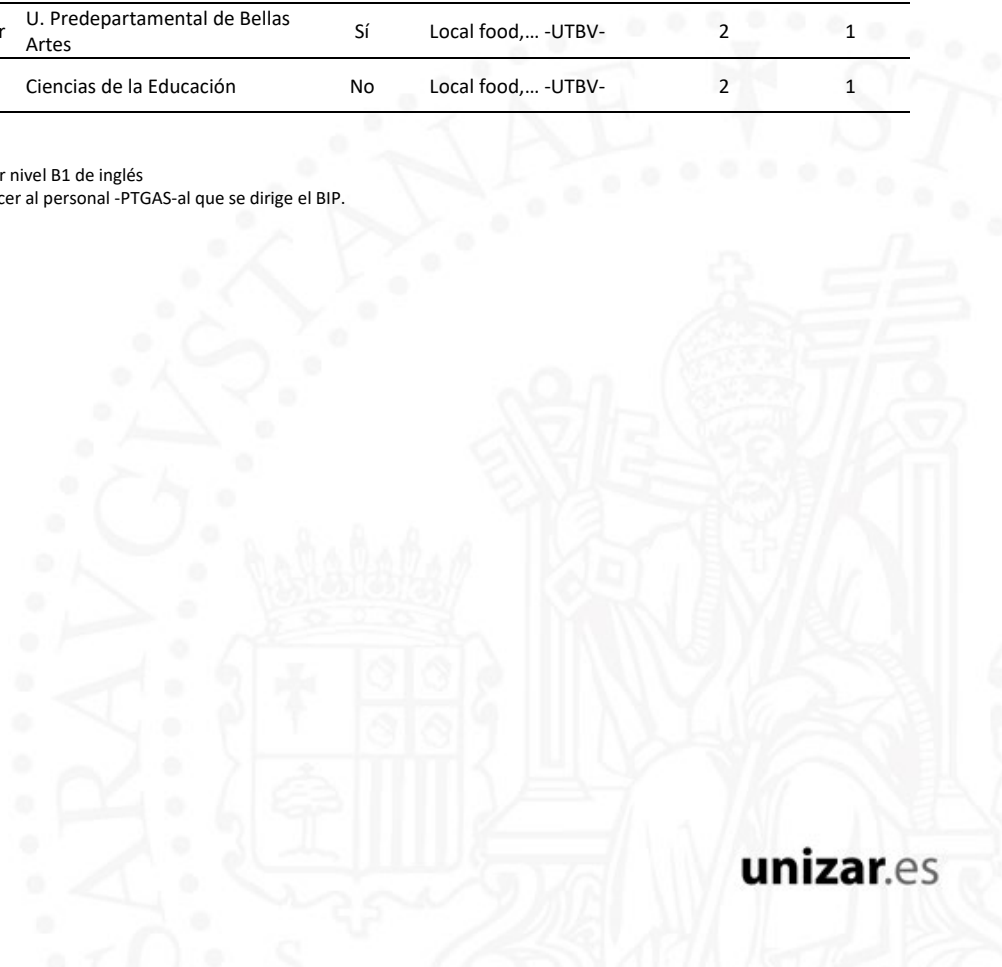 r U. Predepartamental de Bellas Artes Sí Local food,... -UTBV- 2 1
Ciencias de la Educación No Local food,... -UTBV- 2 1
r nivel B1 de inglés
cer al personal -PTGAS-al que se dirige el BIP.
unizar.es